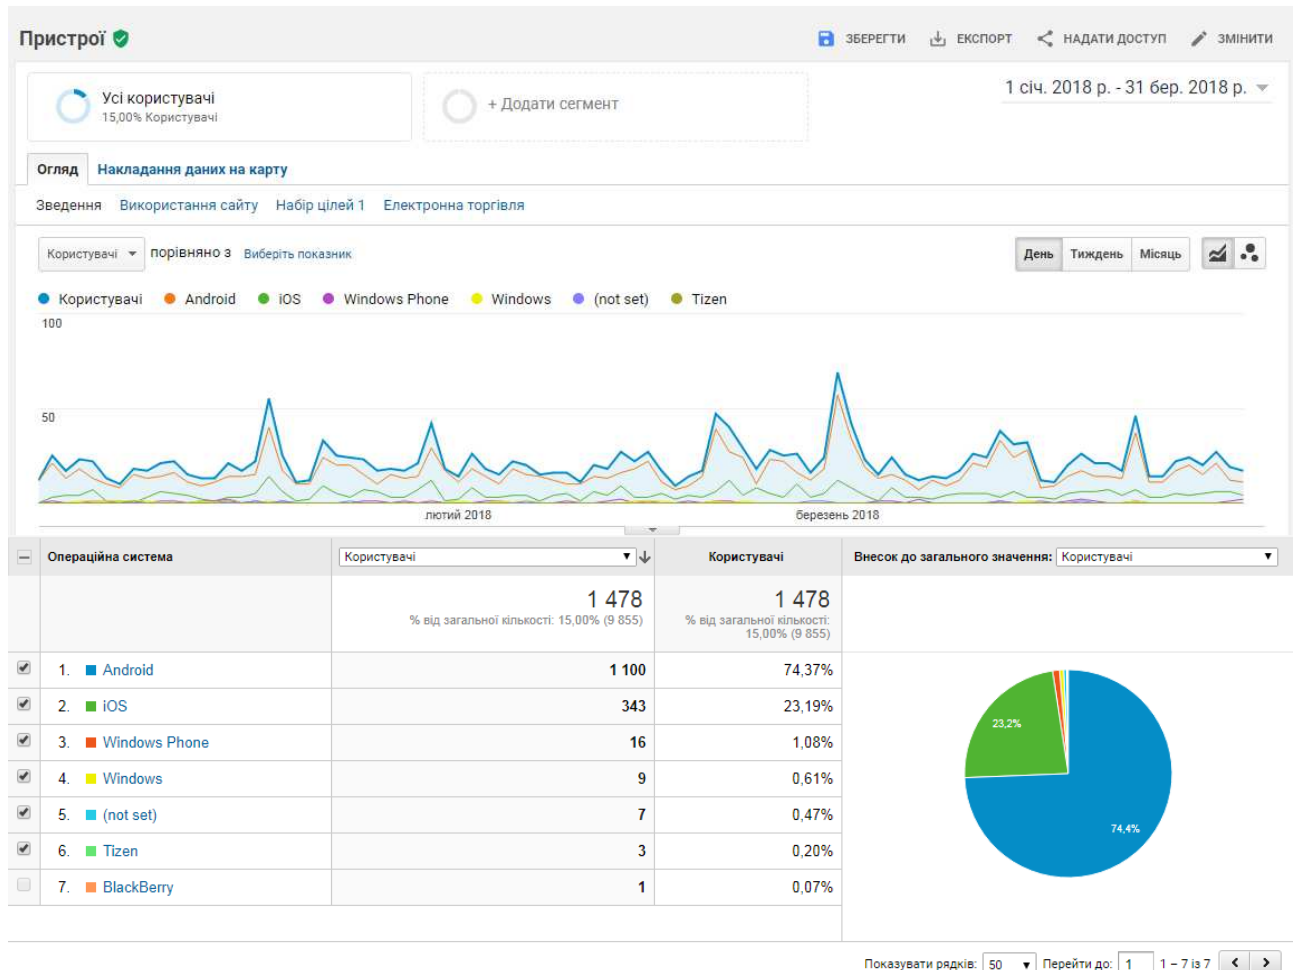 Пристрої
ЗБЕРЕГТИ ЕКСПОРТ НАДАТИ ДОСТУП ЗМІНИТИ
Усі користувачі
15,00% Користувачі
+ Додати сегмент
1 січ. 2018 р. - 31 бер. 2018 р.
Огляд Накладання даних на карту
Зведення Використання сайту Набір цілей 1 Електронна торгівля
Користувачі порівняно з Виберіть показник
День Тиждень Місяць
Користувачі Android iOS Windows Phone Windows (not set) Tizen
100
50
лютий 2018 березень 2018
Операційна система Користувачі Користувачі Внесок до загального значення: Користувачі
1 478
% від загальної кількості: 15,00% (9 855)
1 478
% від загальної кількості:
15,00% (9 855)
1. Android 1 100 74,37%
2. iOS 343 23,19%
3. Windows Phone 16 1,08%
4. Windows 9 0,61%
5. (not set) 7 0,47%
6. Tizen 3 0,20%
7. BlackBerry 1 0,07%
23,2%
74,4%
Показувати рядків: 50 Перейти до: 1 1 – 7 із 7